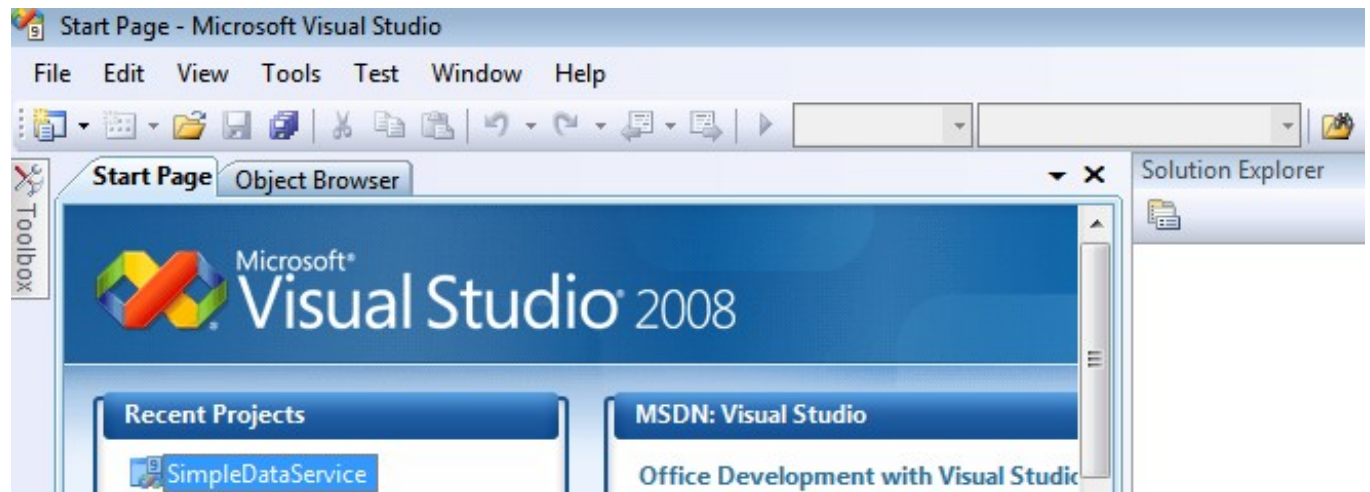 Start Page - Microsoft Visual Studio
File Edit View Tools Test Window Help
Toolbox
Start Page Object Browser
Solution Explorer
Microsoft®
Visual Studio® 2008
Recent Projects
MSDN: Visual Studio
SimpleDataService
Office Development with Visual